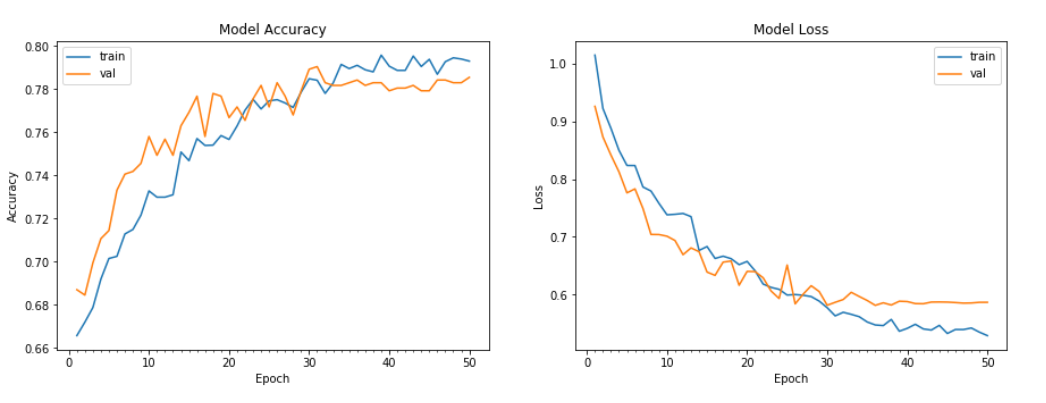 Model Accuracy
Accuracy
0.80
0.78
0.76
0.74
0.72
0.70
0.68
0.66
train
val
0 10 20 30 40 50
Epoch
Model Loss
Loss
1.0
0.9
0.8
0.7
0.6
train
val
0 10 20 30 40 50
Epoch